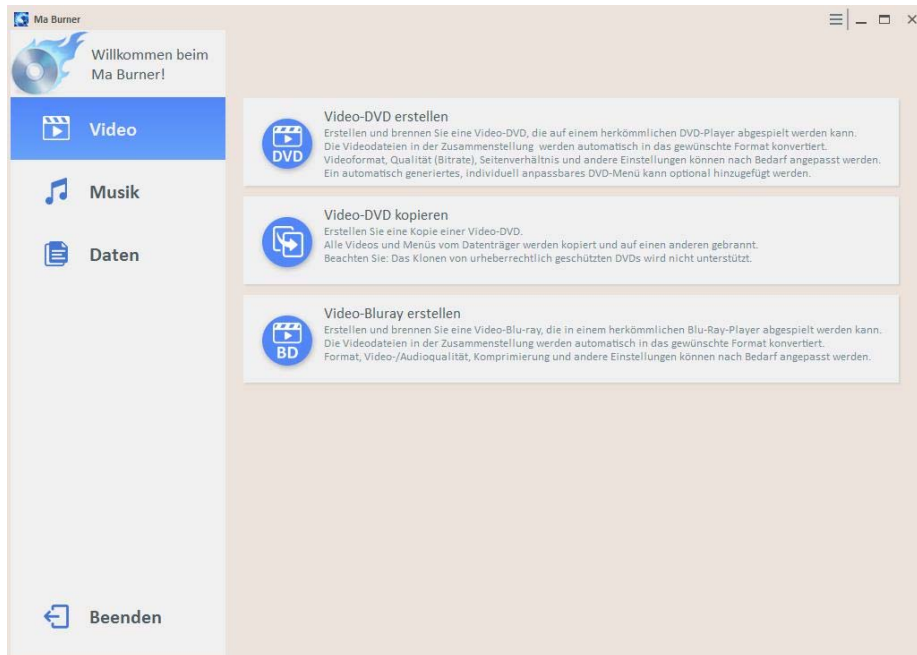 Ma Burner
Willkommen beim
Ma Burner!
Video
Musik
Daten
Beenden
Video-DVD erstellen
Erstellen und brennen Sie eine Video-DVD, die auf einem herkömmlichen DVD-Player abgespielt werden kann.
Die Videodateien in der Zusammenstellung werden automatisch in das gewünschte Format konvertiert.
Videoformat, Qualität (Bitrate), Seitenverhältnis und andere Einstellungen können nach Bedarf angepasst werden.
Ein automatisch generiertes, individuell anpassbares DVD-Menü kann optional hinzugefügt werden.
DVD
Video-DVD kopieren
Erstellen Sie eine Kopie einer Video-DVD.
Alle Videos und Menüs vom Datenträger werden kopiert und auf einen anderen gebrannt.
Beachten Sie: Das Klonen von urheberrechtlich geschützten DVDs wird nicht unterstützt.
Video-Bluray erstellen
Erstellen und brennen Sie eine Video-Blu-ray, die in einem herkömmlichen Blu-Ray-Player abgespielt werden kann.
Die Videodateien in der Zusammenstellung werden automatisch in das gewünschte Format konvertiert.
Format, Video-/Audioqualität, Komprimierung und andere Einstellungen können nach Bedarf angepasst werden.
BD